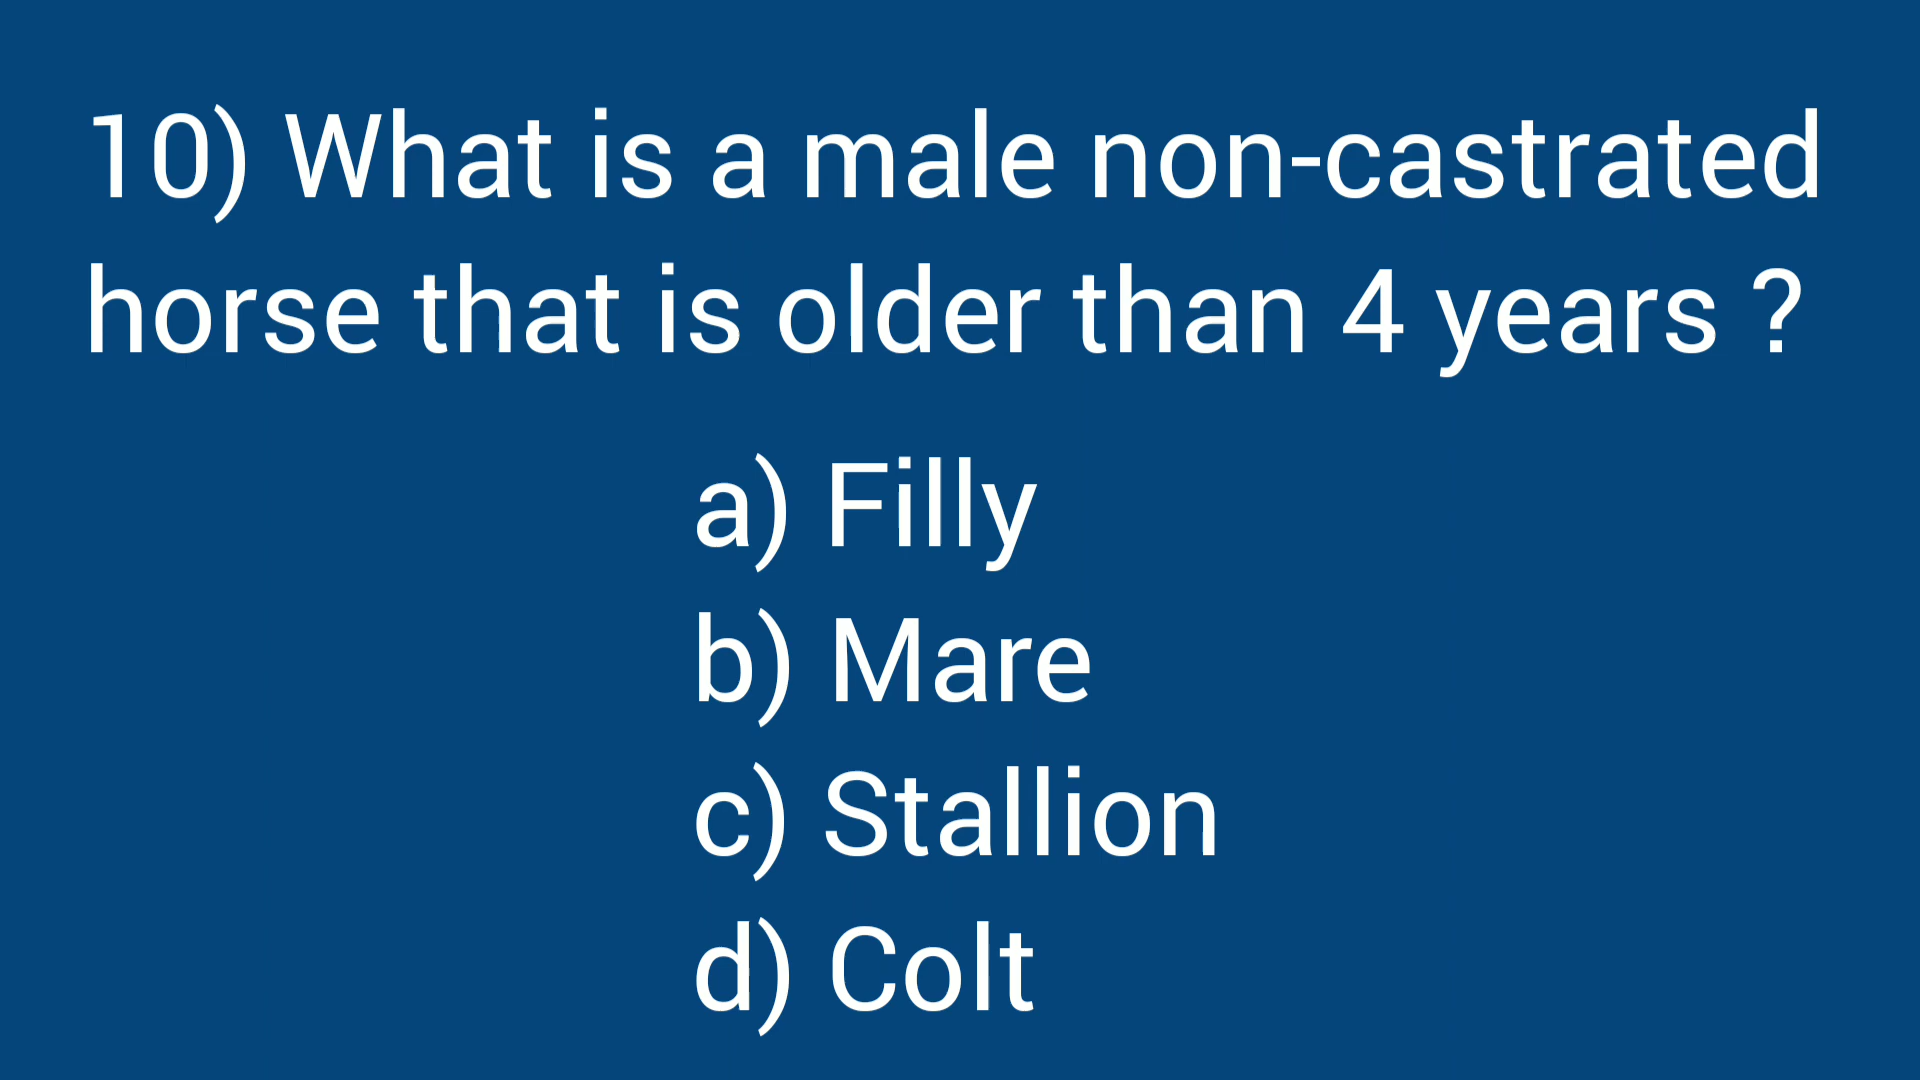 10) What is a male non-castrated
horse that is older than 4 years ?
a) Filly
b) Mare
c) Stallion
d) Colt